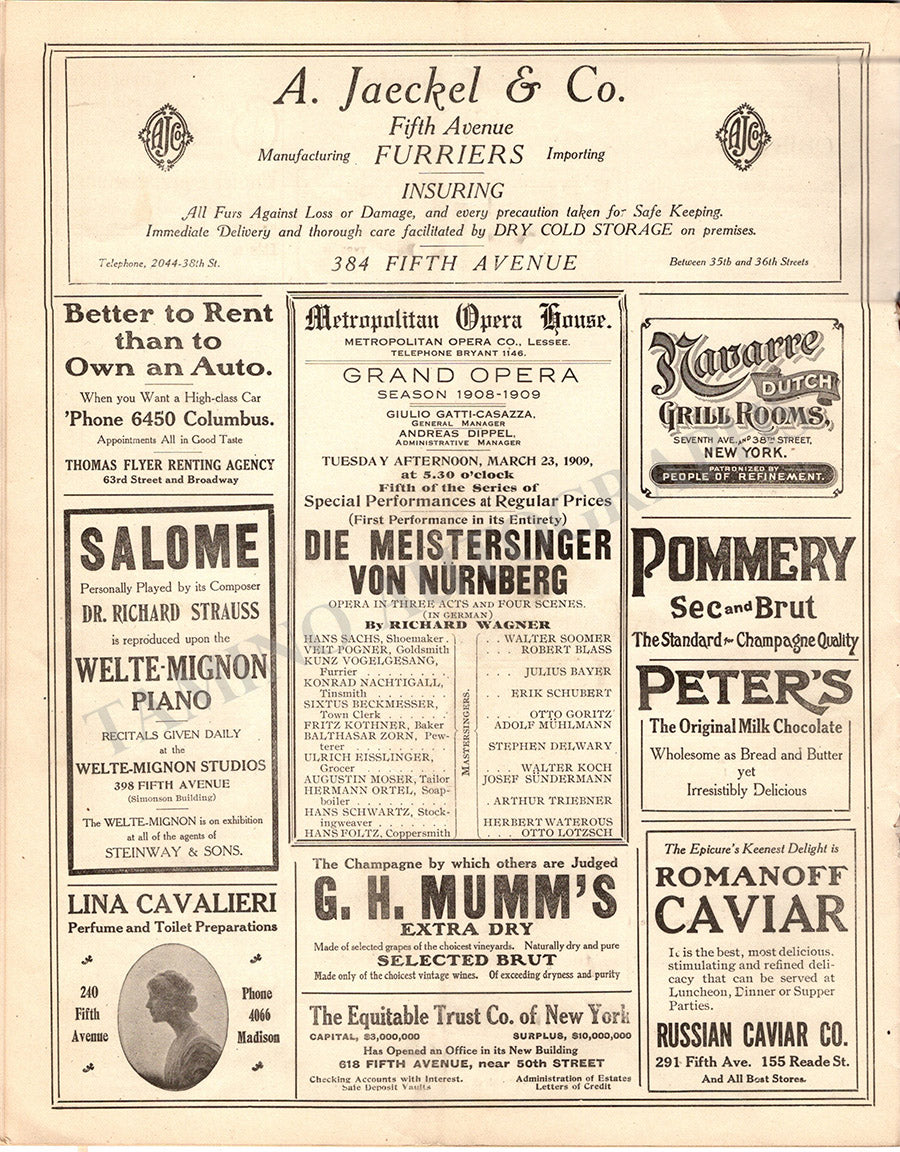 A. Jaeckel & Co.
Fifth Avenue
Manufacturing FURRIERS Importing
AJCo
AJCo
INSURING
All Furs Against Loss or Damage, and every precaution taken for Safe Keeping.
Immediate Delivery and thorough care facilitated by DRY COLD STORAGE on premises.
Telephone, 2044-38th St. 384 FIFTH AVENUE Between 35th and 36th Streets
Better to Rent
than to
Own an Auto.
When you Want a High-class Car
'Phone 6450 Columbus.
Appointments All in Good Taste
THOMAS FLYER RENTING AGENCY
63rd Street and Broadway
SALOME
Personally Played by its Composer
DR. RICHARD STRAUSS
is reproduced upon the
WELTE-MIGNON
PIANO
RECITALS GIVEN DAILY
at the
WELTE-MIGNON STUDIOS
398 FIFTH AVENUE
(Simonson Building)
The WELTE-MIGNON is on exhibition
at all of the agents of
STEINWAY & SONS.
LINA CAVALIERI
Perfume and Toilet Preparations
240
Fifth
Avenue
Phone
4066
Madison
Metropolitan Opera House.
METROPOLITAN OPERA CO., LESSEE.
TELEPHONE BRYANT 1146.
GRAND OPERA
SEASON 1908-1909
GIULIO GATTI-CASAZZA,
GENERAL MANAGER
ANDREAS DIPPEL,
ADMINISTRATIVE MANAGER
TUESDAY AFTERNOON, MARCH 23, 1909,
at 5.30 o'clock
Fifth of the Series of
Special Performances at Regular Prices
(First Performance in its Entirety)
DIE MEISTERSINGER
VON NÜRNBERG
OPERA IN THREE ACTS AND FOUR SCENES.
(IN GERMAN)
By RICHARD WAGNER
HANS SACHS, Shoemaker . . . WALTER SOOMER
VEIT POGNER, Goldsmith . . . ROBERT BLASS
KUNZ VOGELGESANG,
Furrier . . . . . . . . . JULIUS BAYER
KONRAD NACHTIGALL,
Tinsmith . . . . . . . . . ERIK SCHUBERT
SIXTUS BECKMESSER,
Town Clerk . . . . . . . . . OTTO GORITZ
FRITZ KOTHNER, Baker ADOLF MÜHLMANN
BALTHASAR ZORN, Pew-
terer . . . . . . . . . STEPHEN DELWARY
ULRICH EISSLINGER,
Grocer . . . . . . . . . WALTER KOCH
AUGUSTIN MOSER, Tailor JOSEF SÜNDERMANN
HERMANN ORTEL, Soap-
boiler . . . . . . . . . ARTHUR TRIEBNER
HANS SCHWARTZ, Stock-
ingweaver . . . . HERBERT WATEROUS
HANS FOLTZ, Coppersmith . . OTTO LOTZSCH
MASTERSINGERS.
The Champagne by which others are Judged
G. H. MUMM'S
EXTRA DRY
Made of selected grapes of the choicest vineyards. Naturally dry and pure
SELECTED BRUT
Made only of the choicest vintage wines. Of exceeding dryness and purity
The Equitable Trust Co. of New York
CAPITAL, $3,000,000 SURPLUS, $10,000,000
Has Opened an Office in its New Building
618 FIFTH AVENUE, near 50th STREET
Checking Accounts with Interest. Administration of Estates
Safe Deposit Vaults Letters of Credit
Navarre
DUTCH
GRILL ROOMS,
SEVENTH AVE., AND 38TH STREET,
NEW YORK.
PATRONIZED BY
PEOPLE OF REFINEMENT.
POMMERY
Sec and Brut
The Standard for Champagne Quality
PETER'S
The Original Milk Chocolate
Wholesome as Bread and Butter
yet
Irresistibly Delicious
The Epicure's Keenest Delight is
ROMANOFF
CAVIAR
It is the best, most delicious.
stimulating and refined deli-
cacy that can be served at
Luncheon, Dinner or Supper
Parties.
RUSSIAN CAVIAR CO.
291 Fifth Ave. 155 Reade St.
And All Best Stores.
TAMINO AUTOGRAPHS